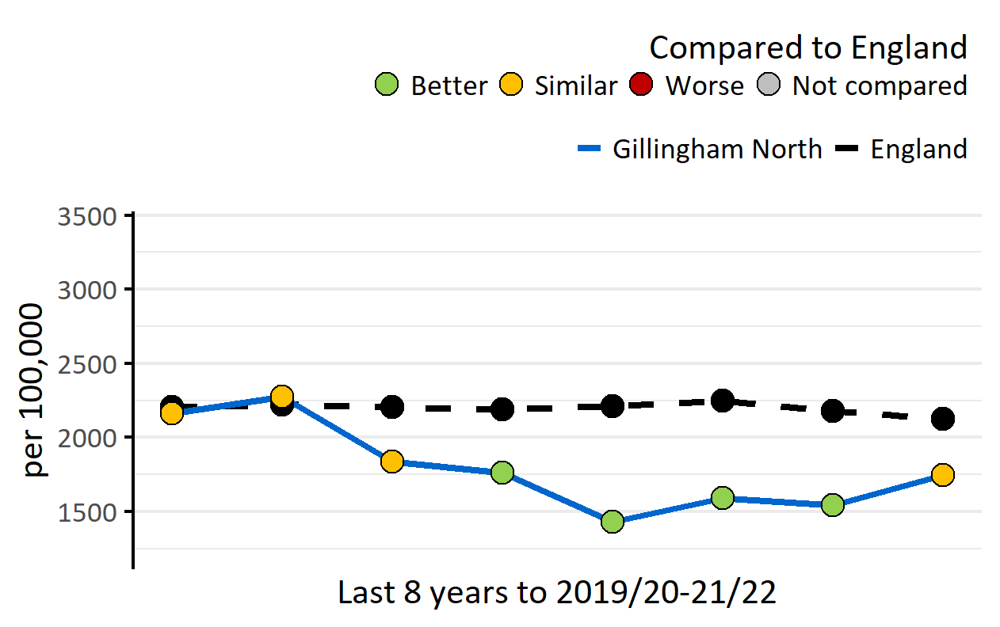 Compared to England
Better Similar Worse Not compared
Gillingham North England
3500
3000
2500
2000
1500
per 100,000
Last 8 years to 2019/20-21/22